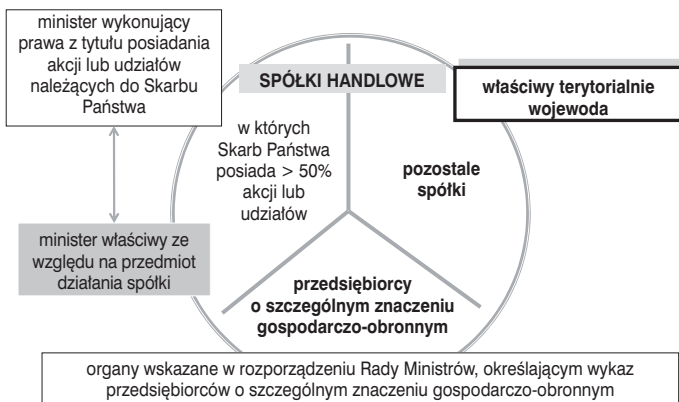 minister wykonujący
prawa z tytułu posiadania
akcji lub udziałów
należących do Skarbu
Państwa
SPÓŁKI HANDLOWE
właściwy terytorialnie
wojewoda
w których
Skarb Państwa
posiada > 50%
akcji lub
udziałów
pozostałe
spółki
minister właściwy ze
względu na przedmiot
działania spółki
przedsiębiorcy
o szczególnym znaczeniu
gospodarczo-obronnym
organy wskazane w rozporządzeniu Rady Ministrów, określającym wykaz
przedsiębiorców o szczególnym znaczeniu gospodarczo-obronnym